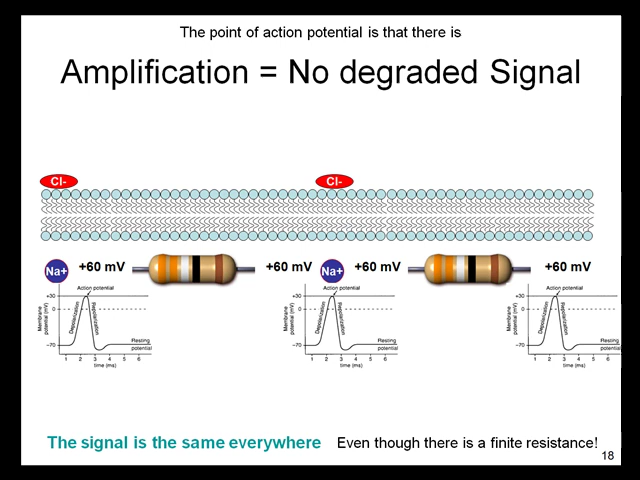 The point of action potential is that there is
Amplification = No degraded Signal
Cl-
Cl-
Na+
+60 mV
+60 mV
Na+
+60 mV
+60 mV
Action potential
+30
0
-70
Membrane
potential (mV)
Depolarization
Repolarization
Resting
potential
1 2 3 4 5 6
time (ms)
Action potential
+30
0
-70
Membrane
potential (mV)
Depolarization
Repolarization
Resting
potential
1 2 3 4 5 6
time (ms)
Action potential
+30
0
-70
Membrane
potential (mV)
Depolarization
Repolarization
Resting
potential
1 2 3 4 5 6
time (ms)
The signal is the same everywhere
Even though there is a finite resistance!
18